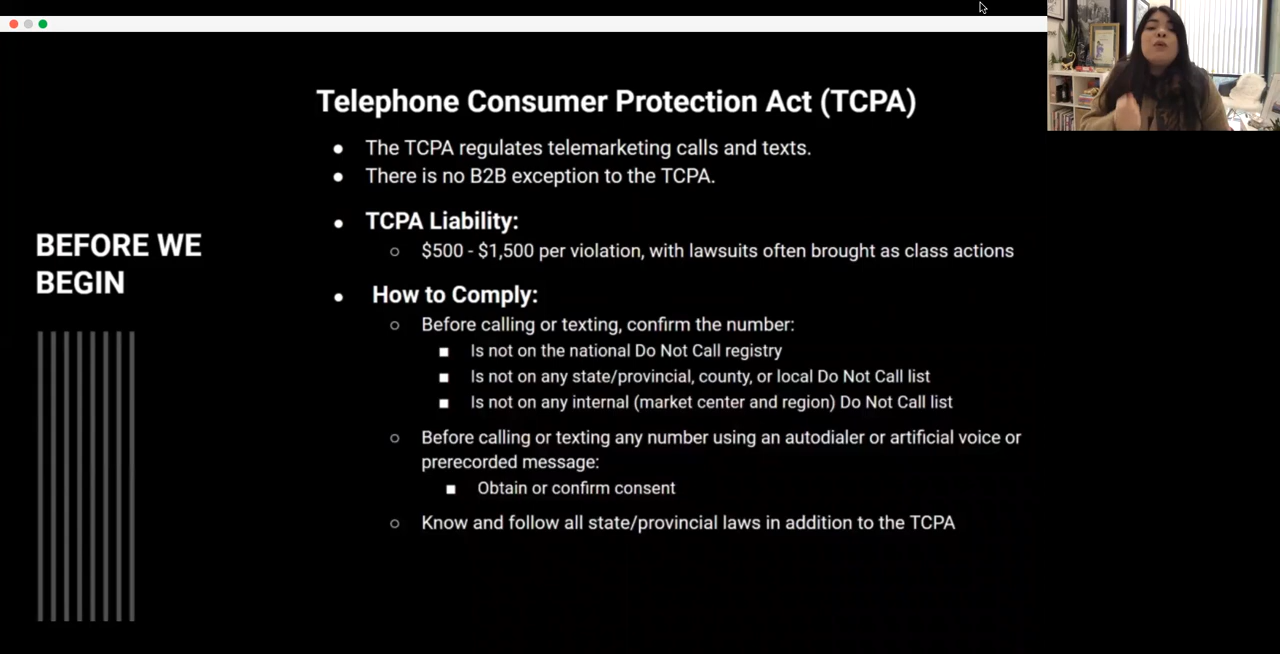 Telephone Consumer Protection Act (TCPA)
The TCPA regulates telemarketing calls and texts.
There is no B2B exception to the TCPA.
TCPA Liability:
$500 - $1,500 per violation, with lawsuits often brought as class actions
How to Comply:
Before calling or texting, confirm the number:
Is not on the national Do Not Call registry
Is not on any state/provincial, county, or local Do Not Call list
Is not on any internal (market center and region) Do Not Call list
Before calling or texting any number using an autodialer or artificial voice or
prerecorded message:
Obtain or confirm consent
Know and follow all state/provincial laws in addition to the TCPA
BEFORE WE
BEGIN